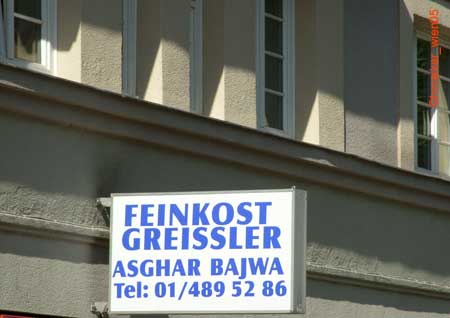 FEINKOST
GREISSLER
ASGHAR BAJWA
Tel: 01/489 52 86